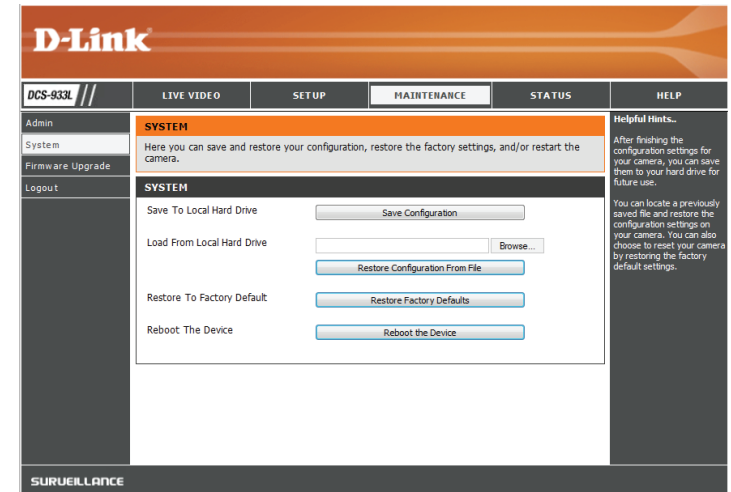 D-Link
DCS-933L
LIVE VIDEO
SETUP
MAINTENANCE
STATUS
HELP
Admin
System
Firmware Upgrade
Logout
SYSTEM
Here you can save and restore your configuration, restore the factory settings, and/or restart the
camera.
SYSTEM
Save To Local Hard Drive
Save Configuration
Load From Local Hard Drive
Browse...
Restore Configuration From File
Restore To Factory Default
Restore Factory Defaults
Reboot The Device
Reboot the Device
Helpful Hints..
After finishing the
configuration settings for
your camera, you can save
them to your hard drive for
future use.
You can locate a previously
saved file and restore the
configuration settings on
your camera. You can also
choose to reset your camera
by restoring the factory
default settings.
SURVEILLANCE